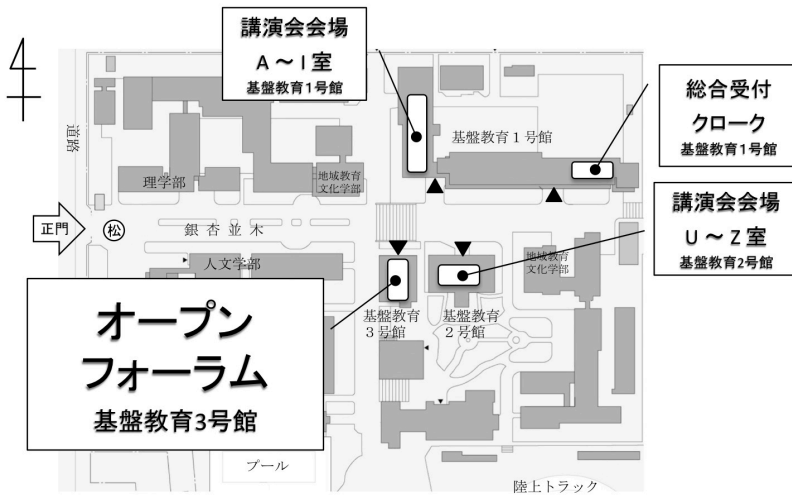 講演会会場
A~I室
基盤教育1号館
総合受付
クローク
基盤教育1号館
道路
基盤教育1号館
理学部
地域教育
文化学部
講演会会場
U~Z室
基盤教育2号館
正門
松
銀杏並木
人文学部
地域教育
文化学部
オープン
フォーラム
基盤教育3号館
基盤教育
3号館
基盤教育
2号館
プール
陸上トラック